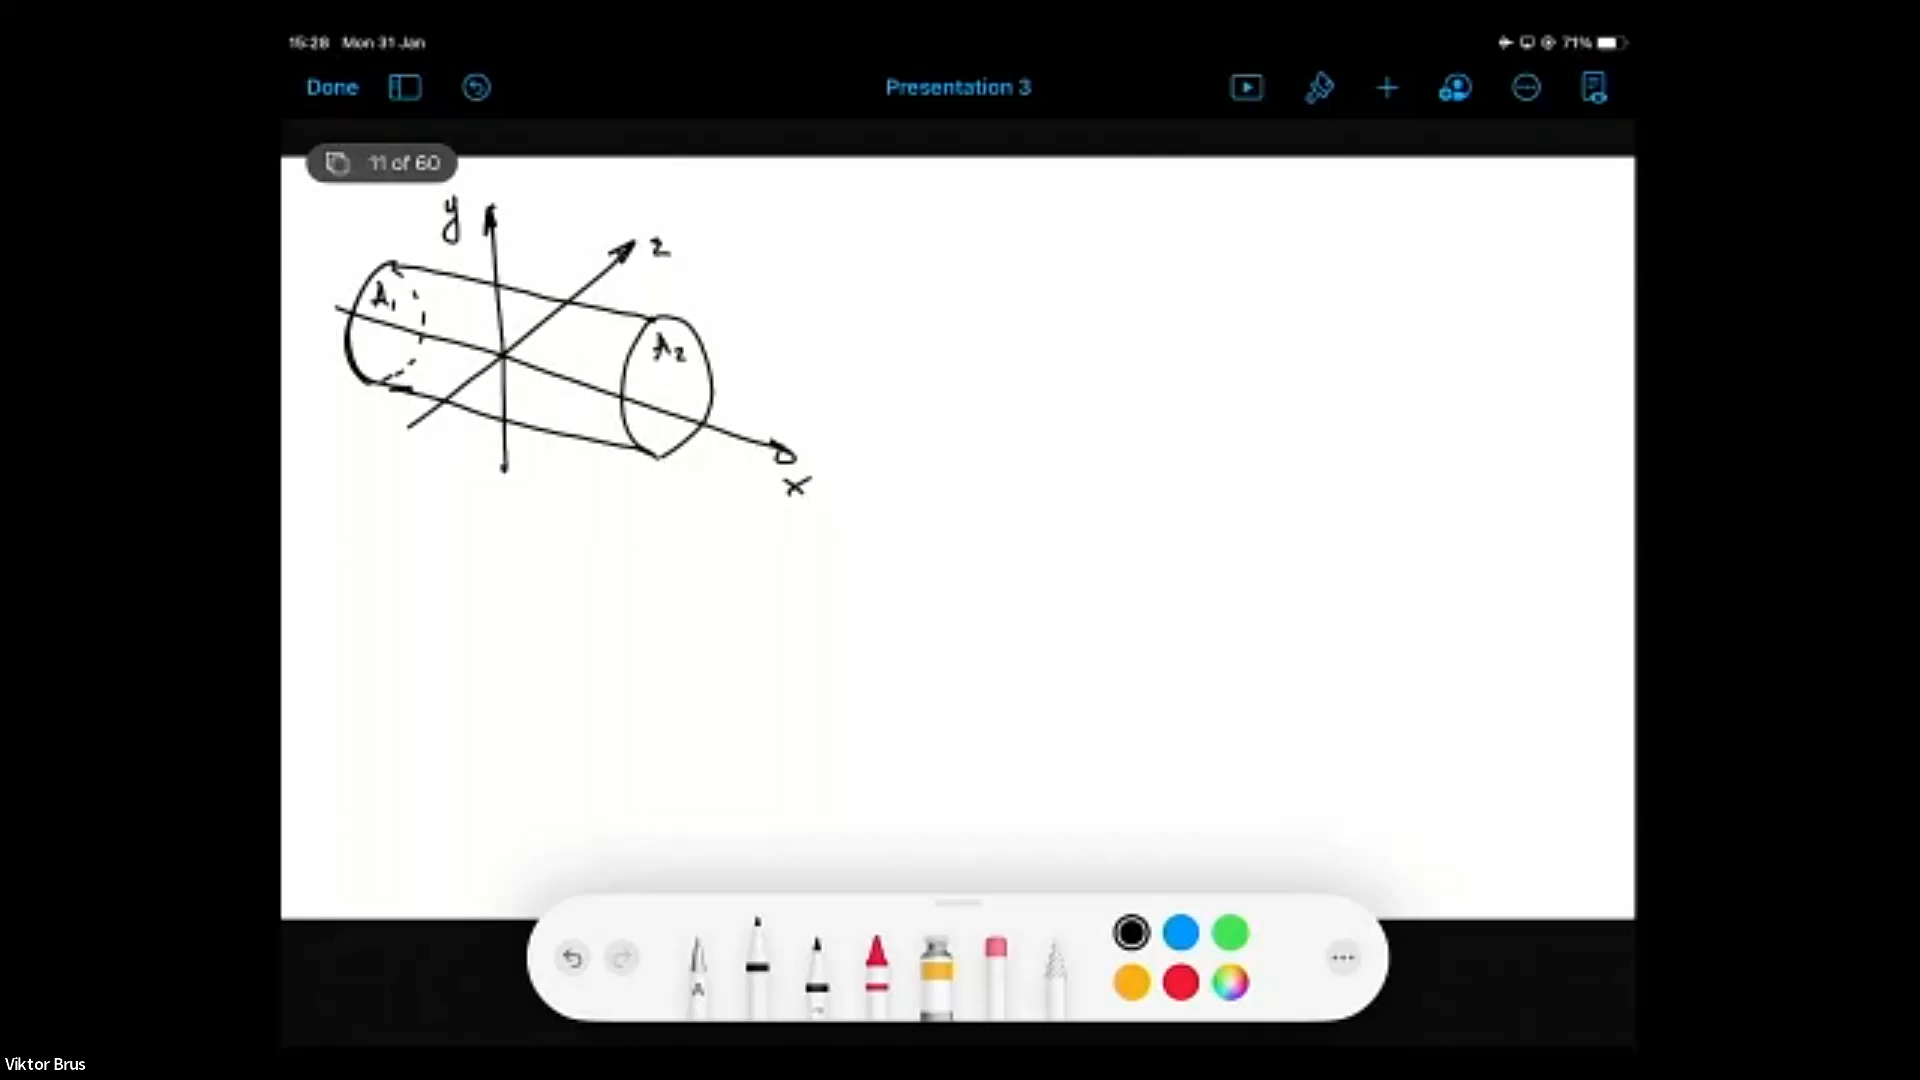 15:28 Mon 31 Jan
71%
Done
Presentation 3
11 of 60
y
z
A₁
A₂
x
A
Viktor Brus